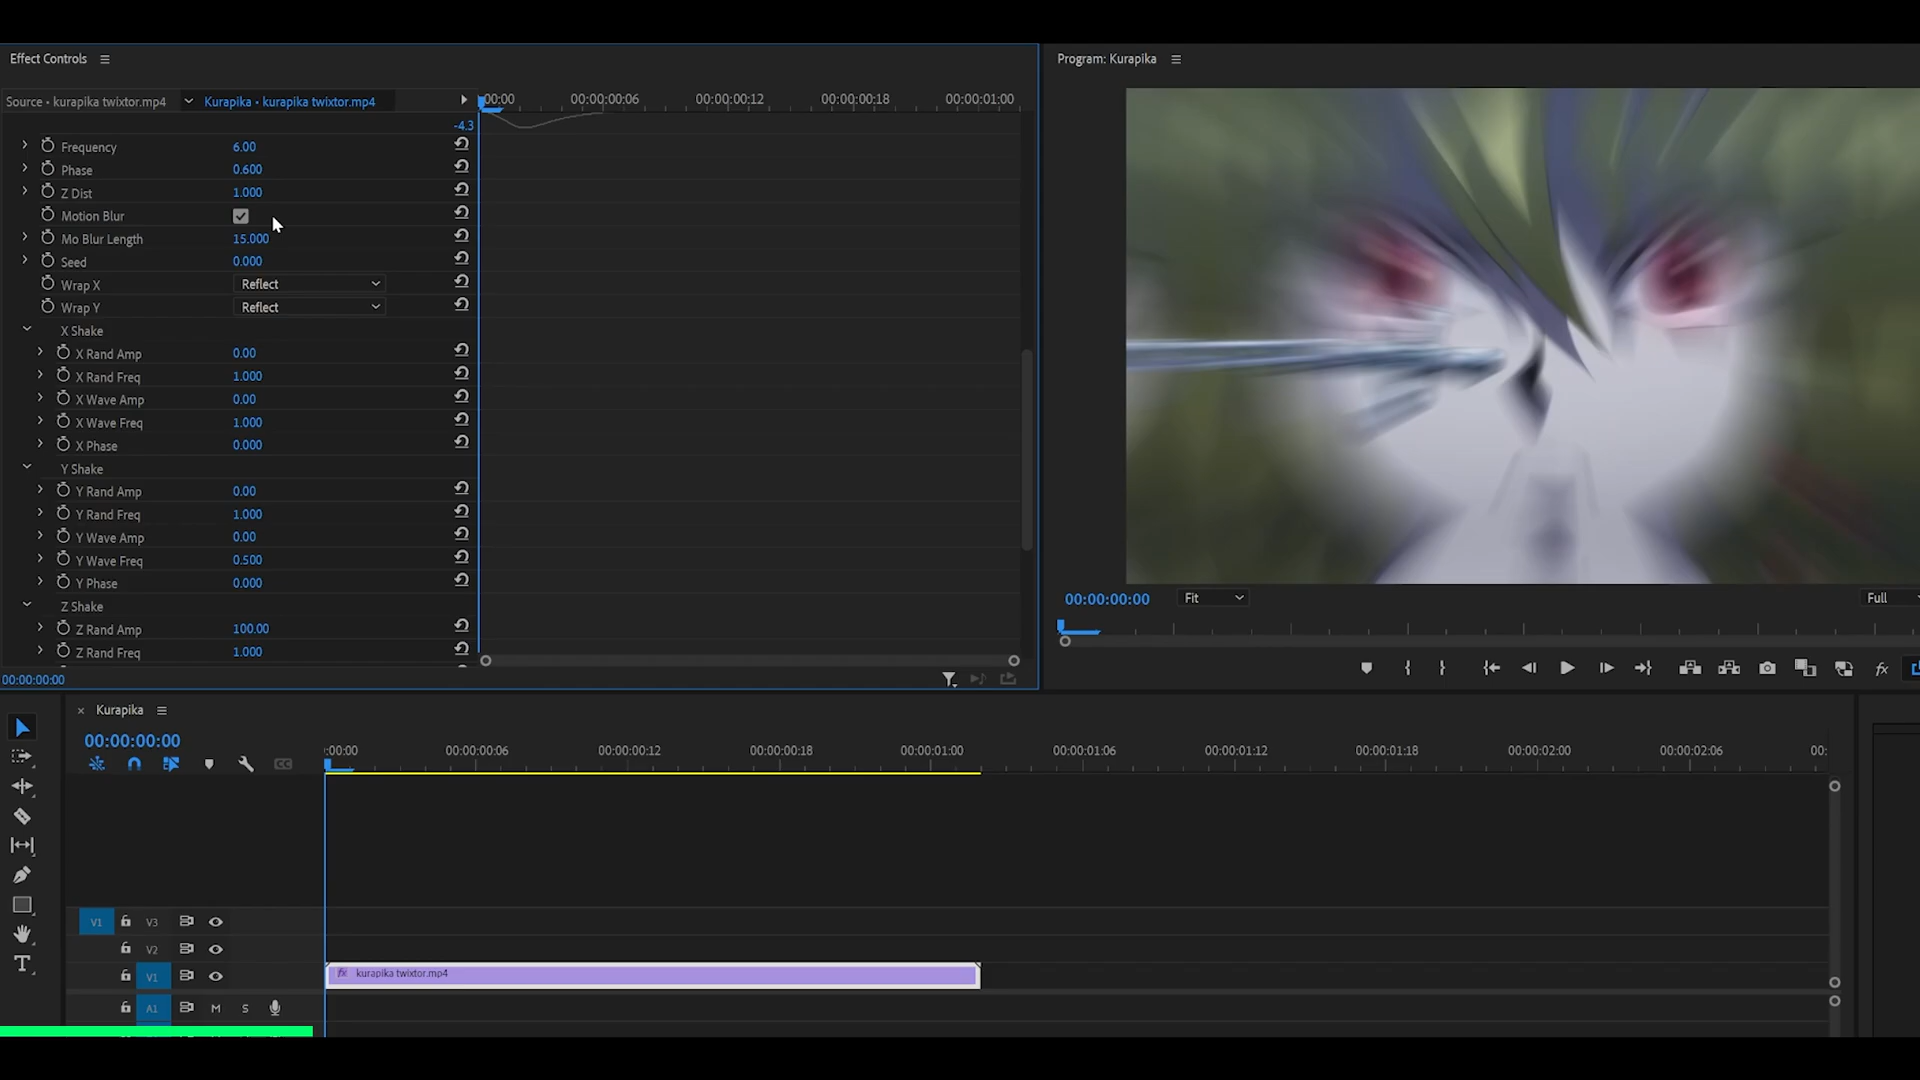 Effect Controls
Source • kurapika twixtor.mp4
Kurapika • kurapika twixtor.mp4
:00:00
00:00:00:06
00:00:00:12
00:00:00:18
00:00:01:00
-4.3
Frequency 6.00
Phase 0.600
Z Dist 1.000
Motion Blur
Mo Blur Length 15.000
Seed 0.000
Wrap X Reflect
Wrap Y Reflect
X Shake
X Rand Amp 0.00
X Rand Freq 1.000
X Wave Amp 0.00
X Wave Freq 1.000
X Phase 0.000
Y Shake
Y Rand Amp 0.00
Y Rand Freq 1.000
Y Wave Amp 0.00
Y Wave Freq 0.500
Y Phase 0.000
Z Shake
Z Rand Amp 100.00
Z Rand Freq 1.000
00:00:00:00
Program: Kurapika
00:00:00:00
Fit
Full
fx
× Kurapika
00:00:00:00
CC
:00:00
00:00:00:06
00:00:00:12
00:00:00:18
00:00:01:00
00:00:01:06
00:00:01:12
00:00:01:18
00:00:02:00
00:00:02:06
00:
V1 V3
V2
V1
fx kurapika twixtor.mp4
A1 M S
T